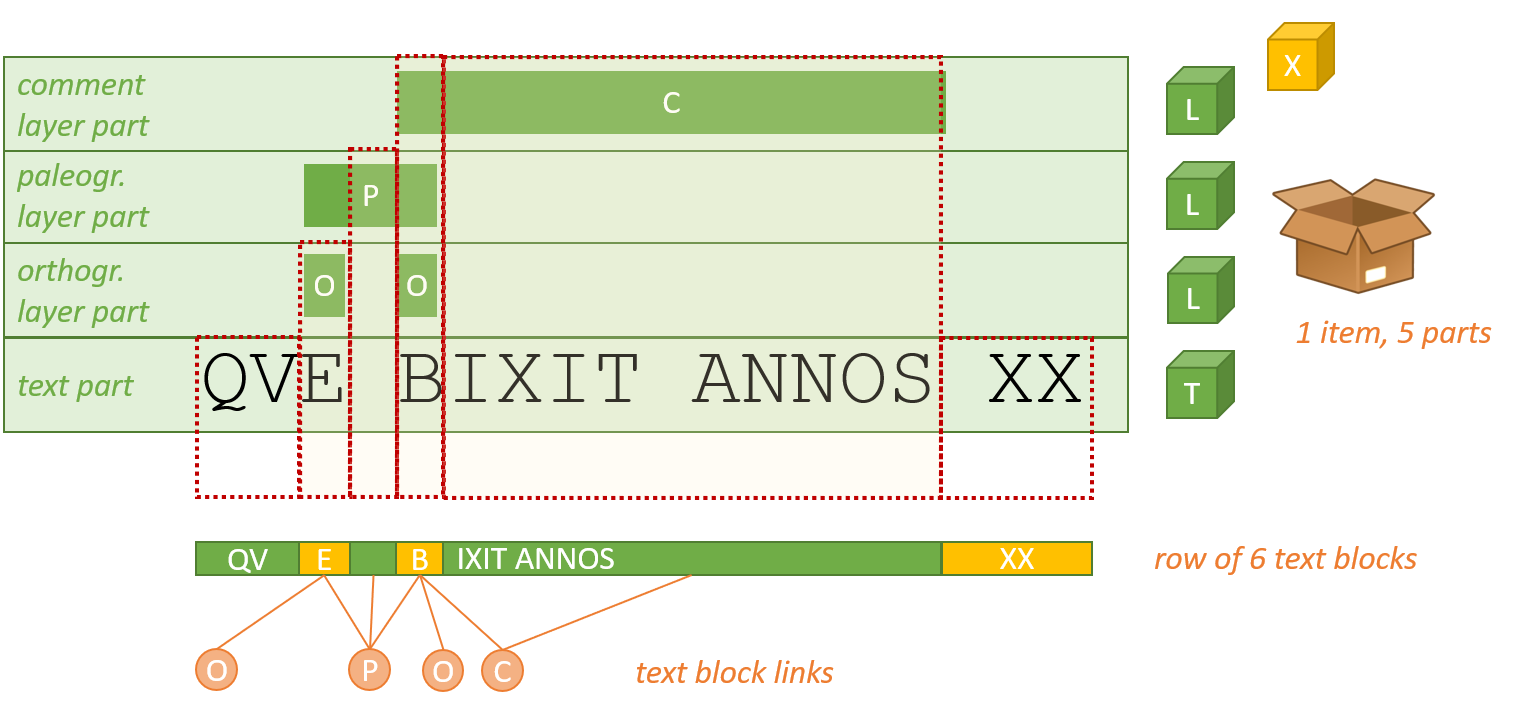 X
comment
layer part
C
L
paleogr.
layer part
P
L
orthogr.
layer part
O O
L
1 item, 5 parts
text part
QVE BIXIT ANNOS XX
T
QV E B IXIT ANNOS XX
row of 6 text blocks
O P O C
text block links